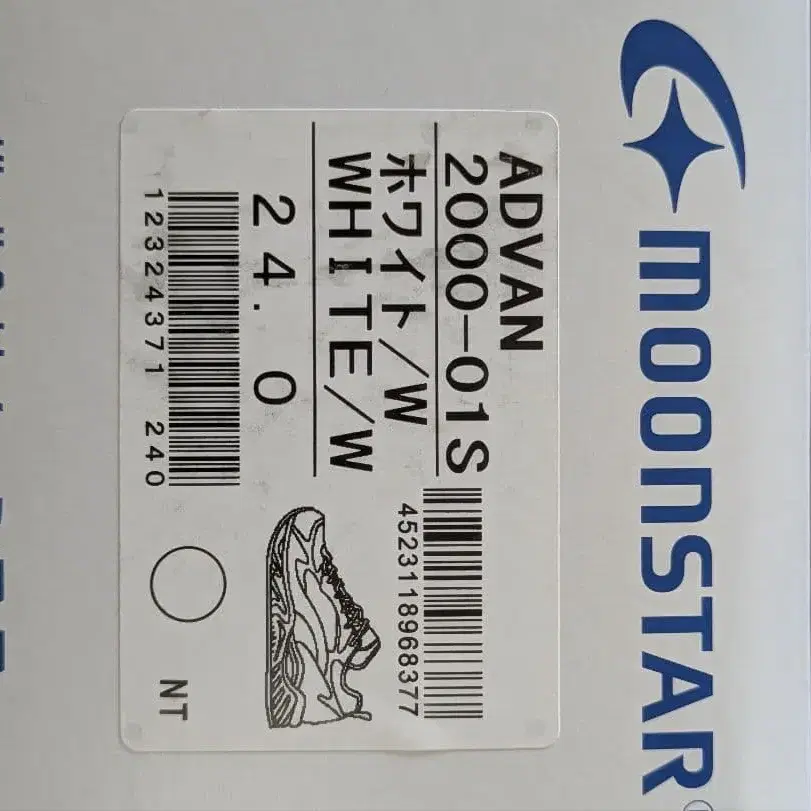 moonSTAR
ADVAN
2000-01S
ホワイト/W
WHITE/W
4523118968377
24.0
12324371 240
NT